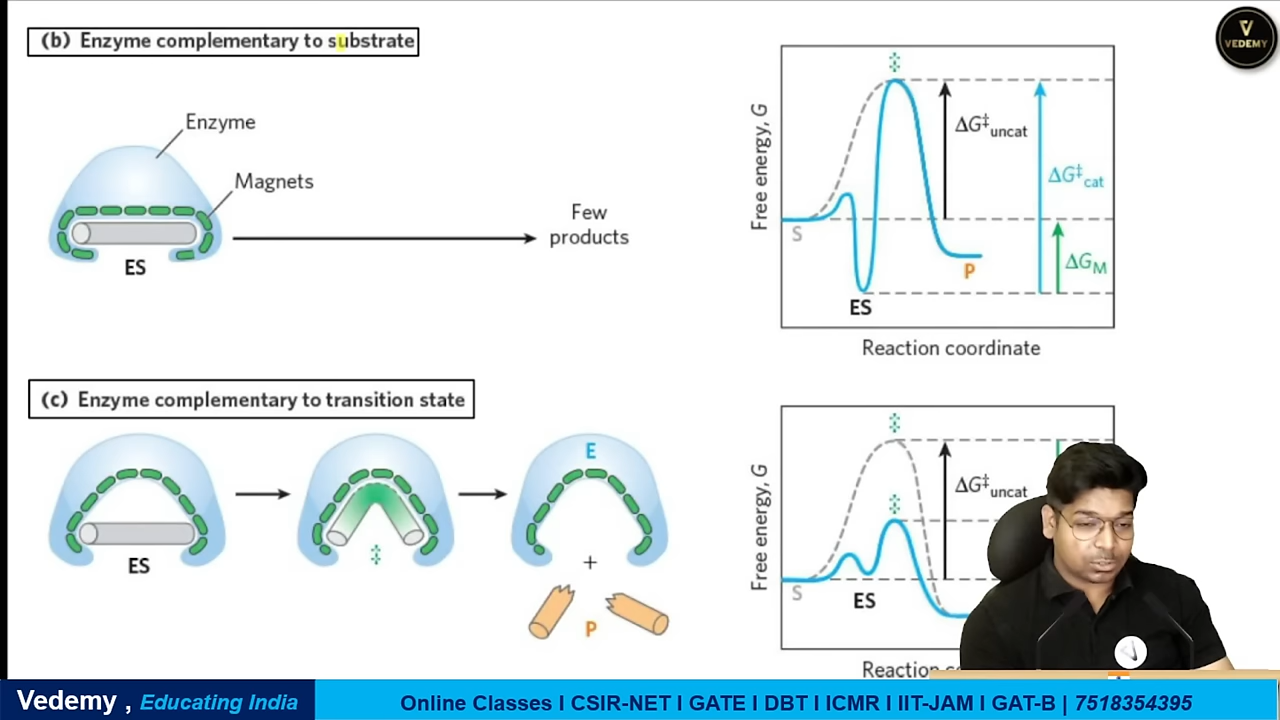 (b) Enzyme complementary to substrate
VEDEMY
Enzyme
Magnets
ES
Few
products
Free energy, G
‡
ΔG‡uncat
ΔG‡cat
ΔGM
S
P
ES
Reaction coordinate
(c) Enzyme complementary to transition state
ES
‡
E
+
P
Free energy, G
‡
ΔG‡uncat
‡
S
ES
Reaction
Vedemy , Educating India
Online Classes I CSIR-NET I GATE I DBT I ICMR I IIT-JAM I GAT-B | 7518354395